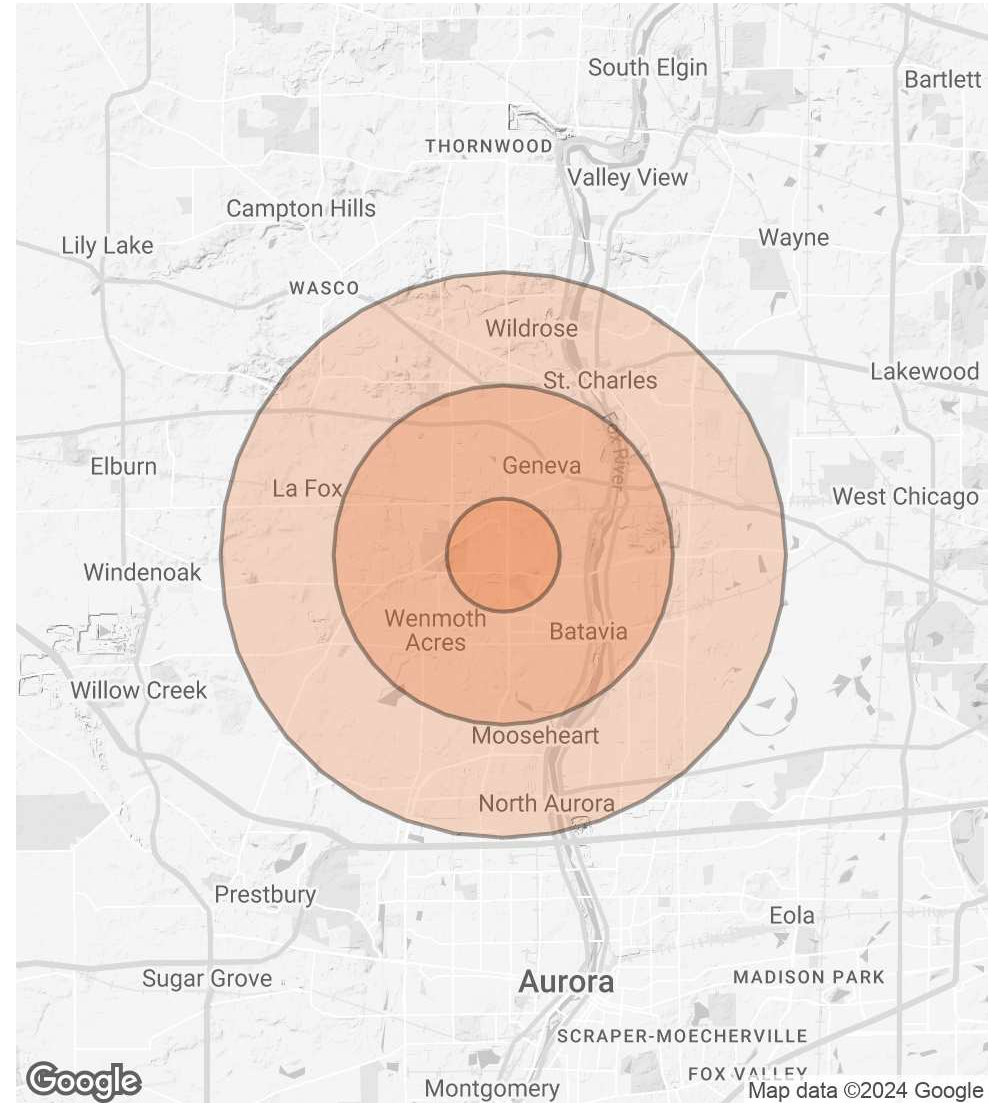 South Elgin
Bartlett
THORNWOOD
Valley View
Campton Hills
Wayne
Lily Lake
WASCO
Wildrose
St. Charles
Lakewood
Fox River
Geneva
Elburn
La Fox
West Chicago
Windenoak
Wenmoth
Acres
Batavia
Willow Creek
Mooseheart
North Aurora
Prestbury
Eola
Sugar Grove
Aurora
MADISON PARK
SCRAPER-MOECHERVILLE
FOX VALLEY
Google
Montgomery
Map data ©2024 Google